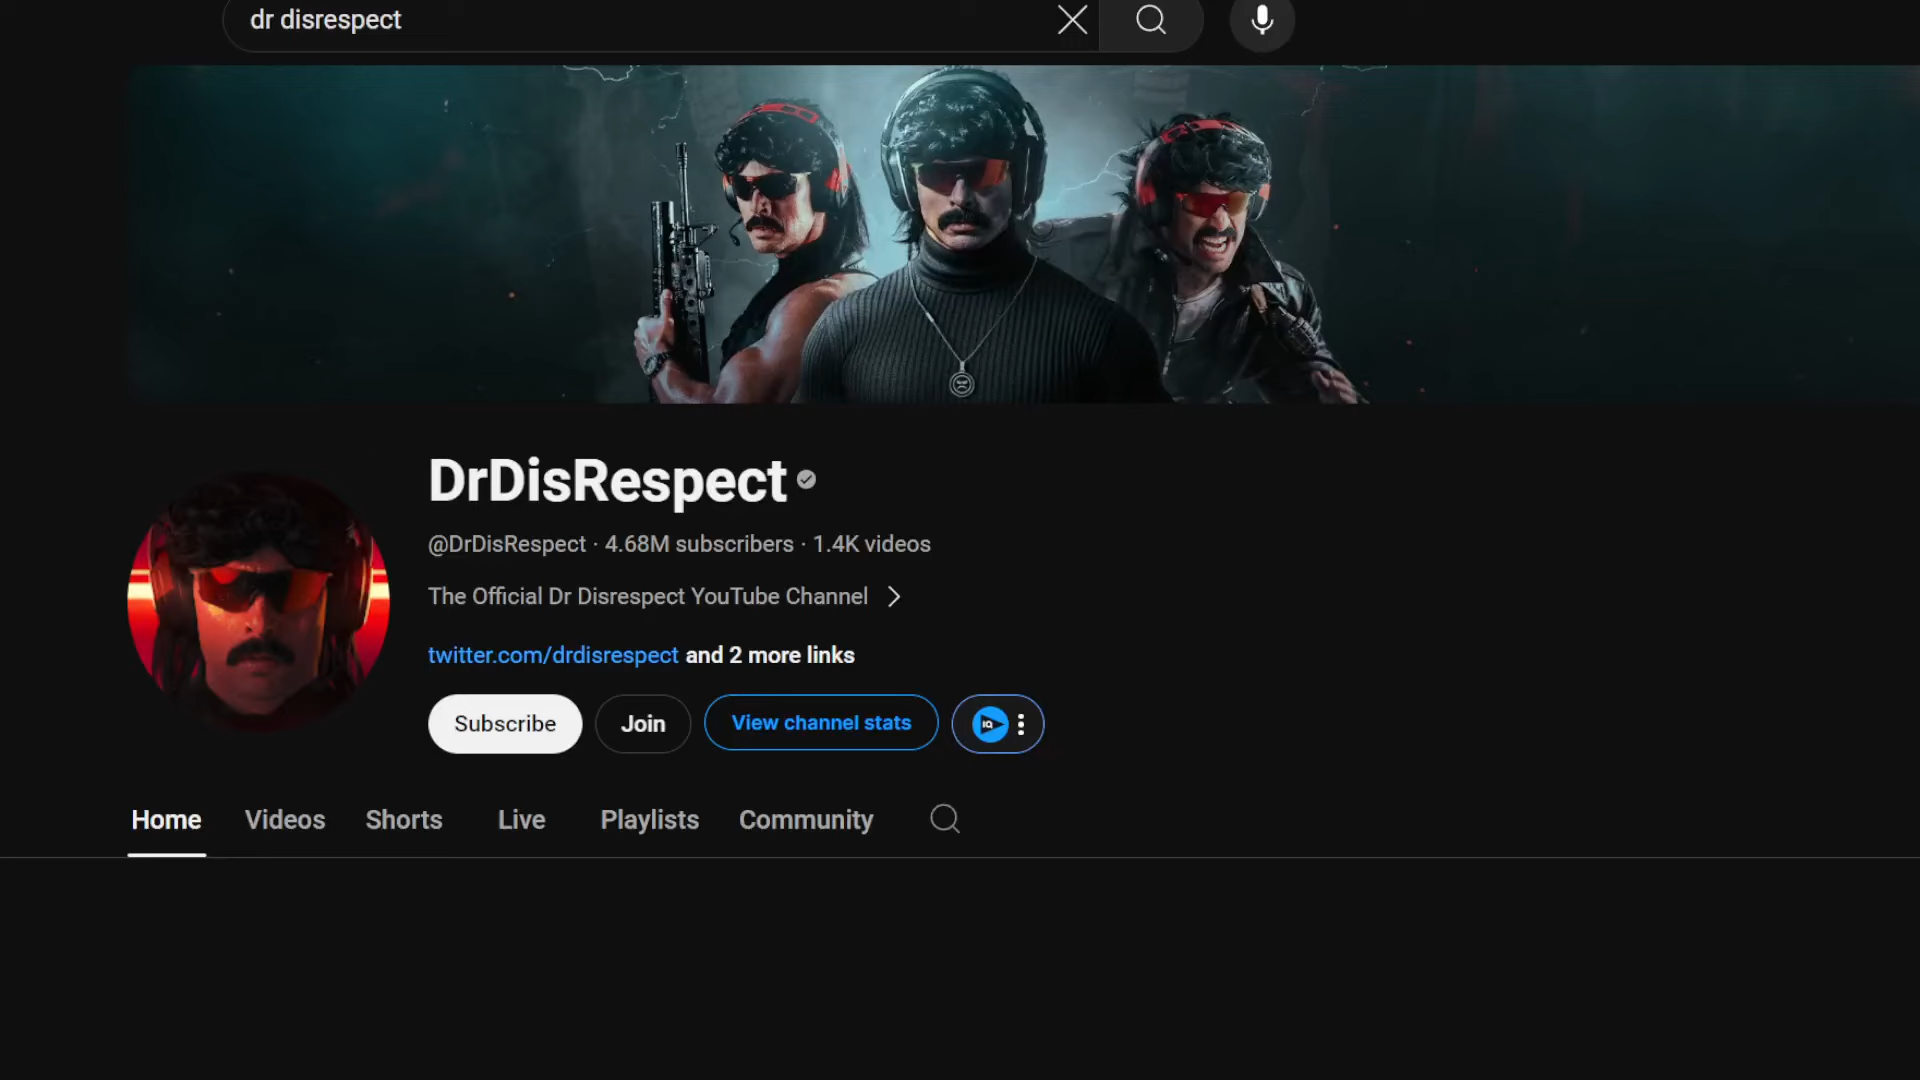 dr disrespect
DrDisRespect
@DrDisRespect · 4.68M subscribers · 1.4K videos
The Official Dr Disrespect YouTube Channel
twitter.com/drdisrespect and 2 more links
Subscribe Join View channel stats IQ
Home Videos Shorts Live Playlists Community